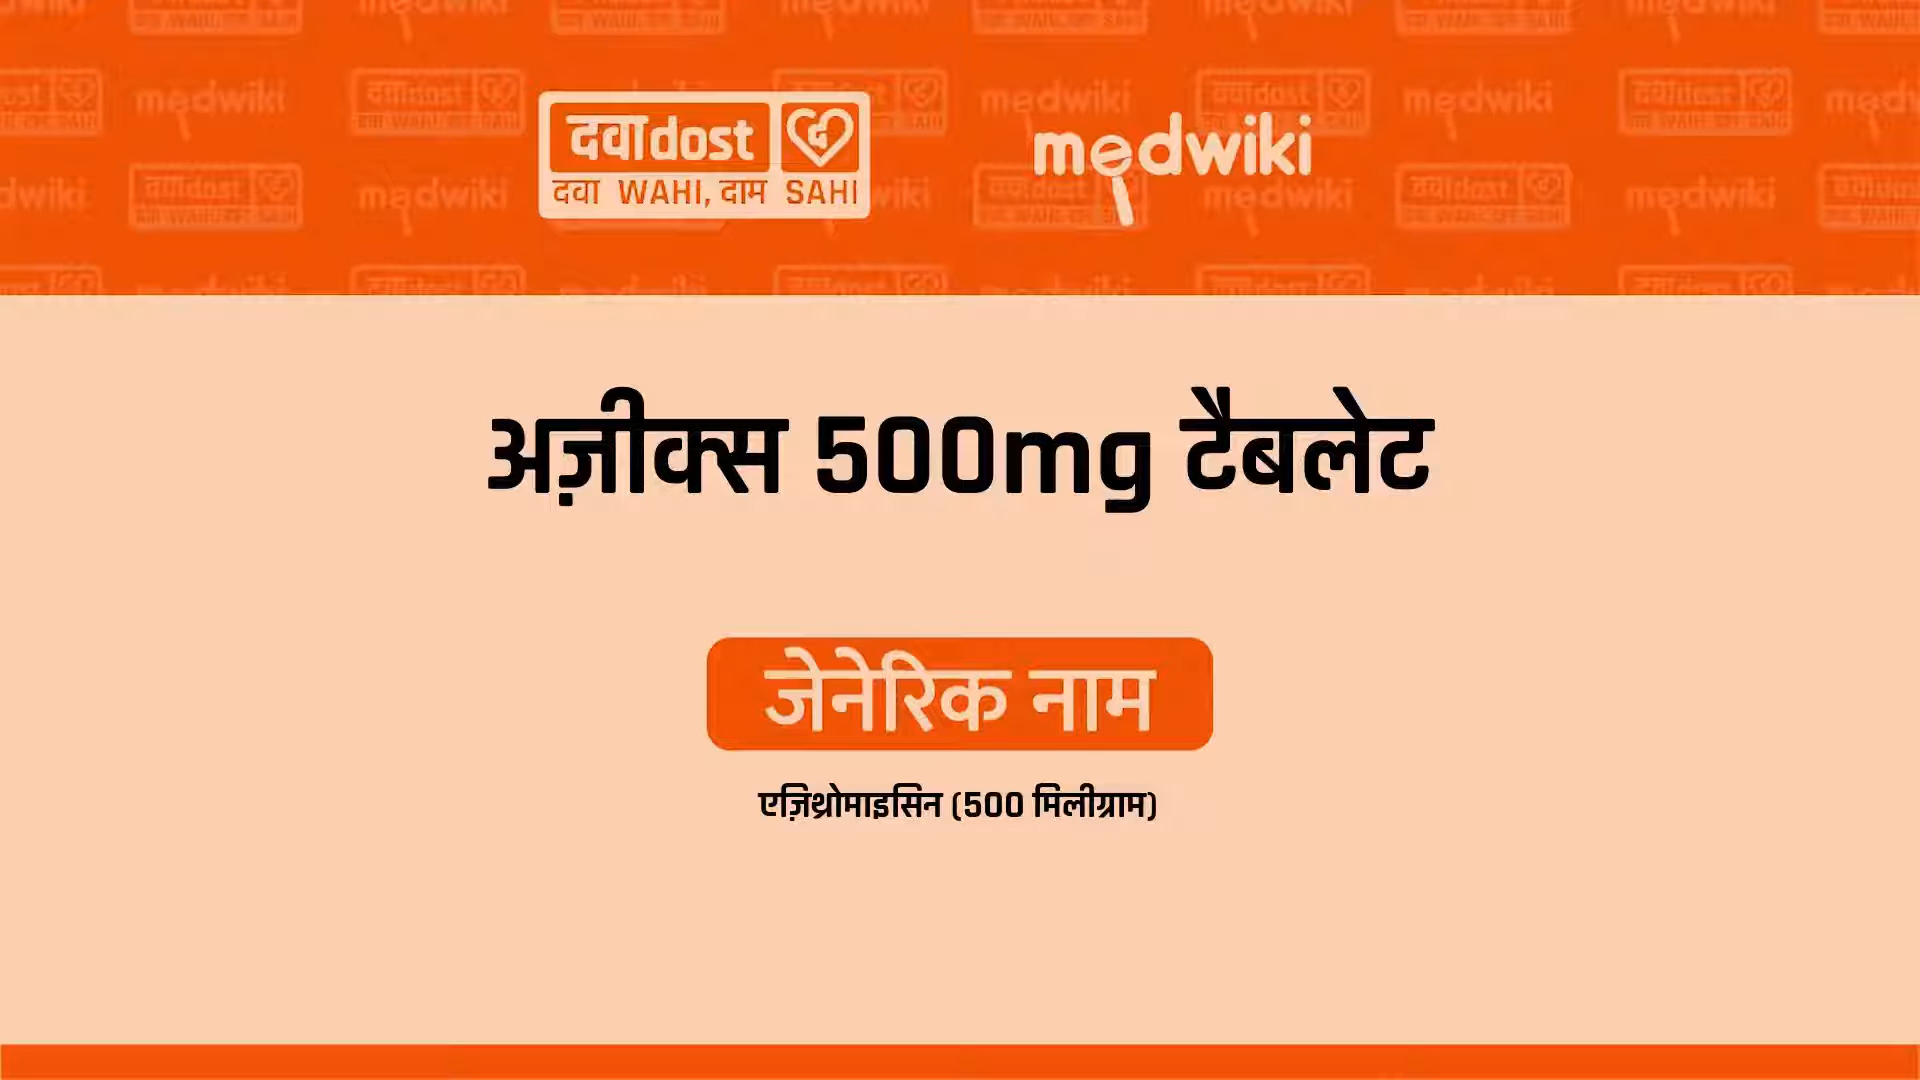 दवाdost
दवा WAHI, दाम SAHI
medwiki
अज़ीक्स 500mg टैबलेट
जेनेरिक नाम
एज़िथ्रोमाइसिन (500 मिलीग्राम)